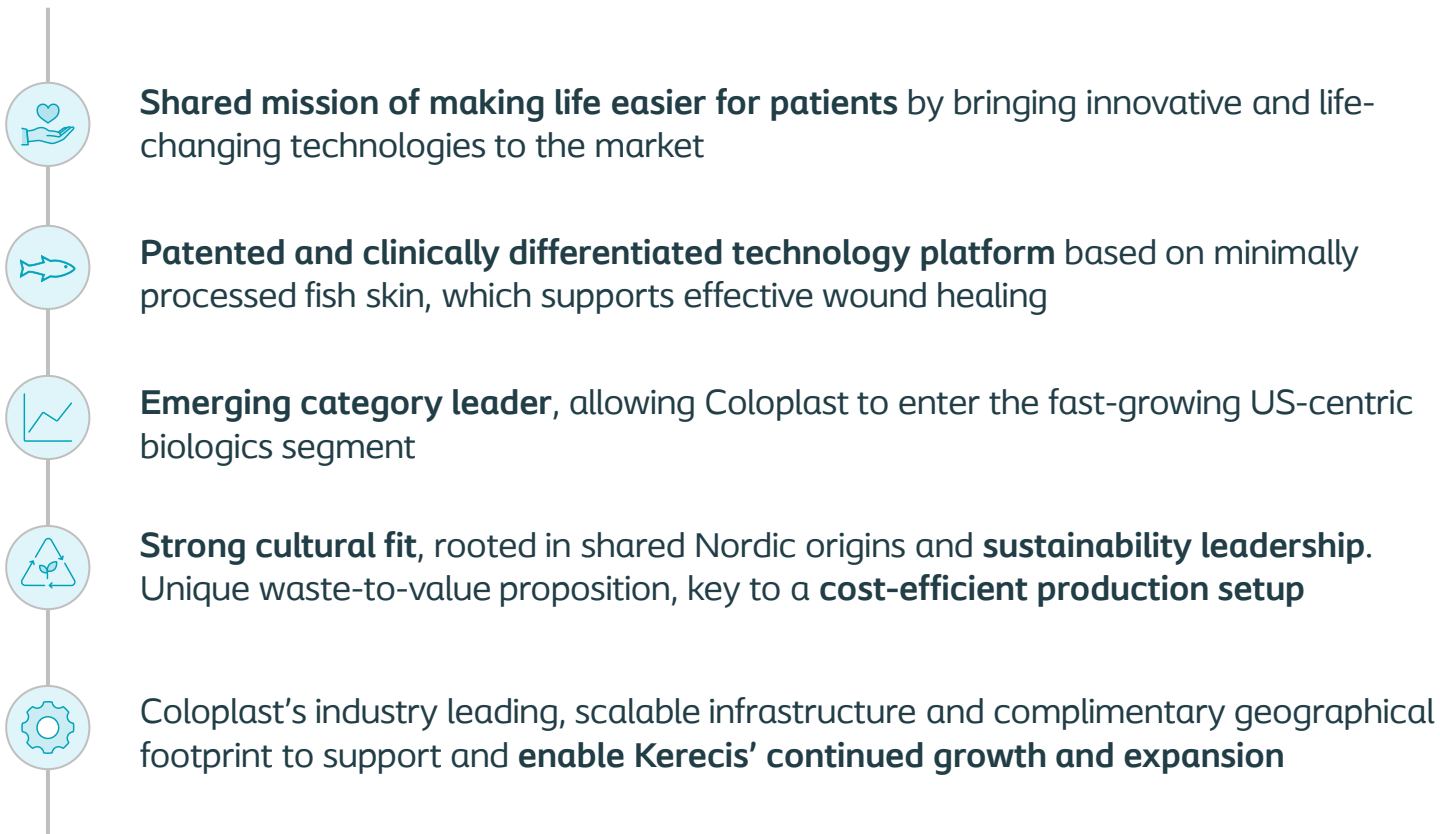 Shared mission of making life easier for patients by bringing innovative and life-
changing technologies to the market
Patented and clinically differentiated technology platform based on minimally
processed fish skin, which supports effective wound healing
Emerging category leader, allowing Coloplast to enter the fast-growing US-centric
biologics segment
Strong cultural fit, rooted in shared Nordic origins and sustainability leadership.
Unique waste-to-value proposition, key to a cost-efficient production setup
Coloplast’s industry leading, scalable infrastructure and complimentary geographical
footprint to support and enable Kerecis’ continued growth and expansion